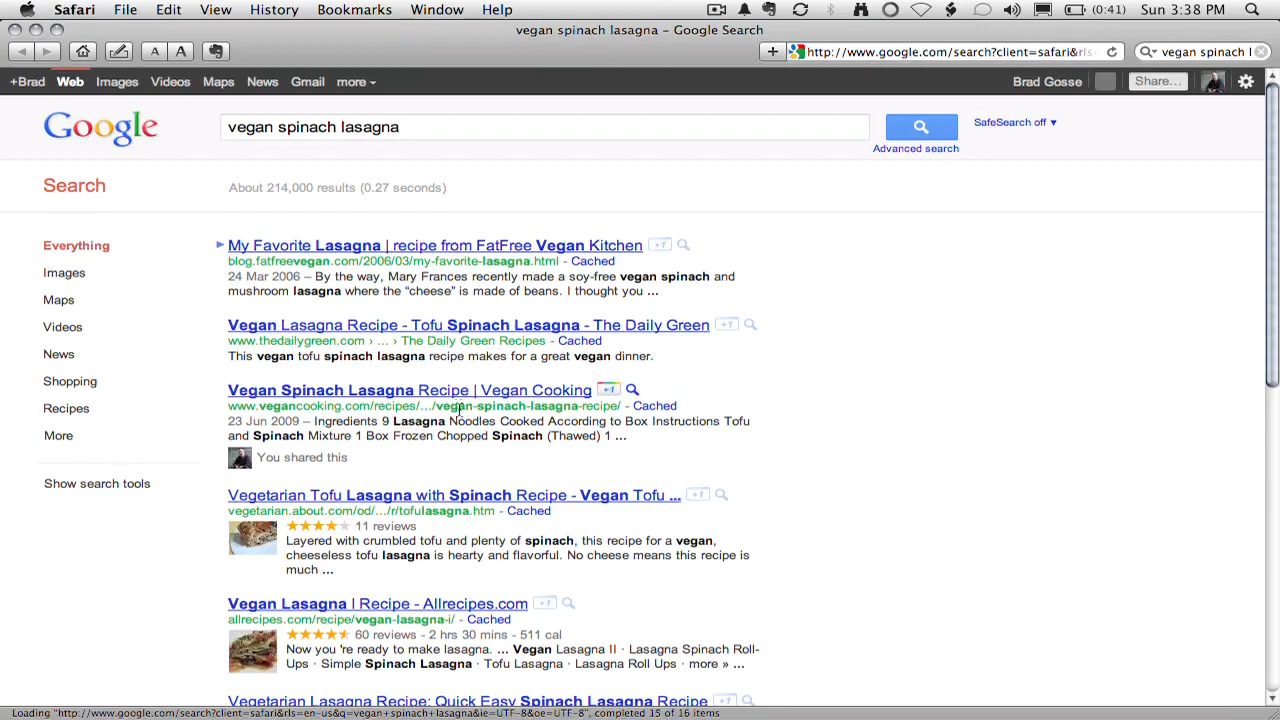 Safari File Edit View History Bookmarks Window Help (0:41) Sun 3:38 PM
vegan spinach lasagna – Google Search
A A + http://www.google.com/search?client=safari&rls vegan spinach l
+Brad Web Images Videos Maps News Gmail more Brad Gosse Share...
Google vegan spinach lasagna SafeSearch off ▼
Advanced search
Search About 214,000 results (0.27 seconds)
Everything
Images
Maps
Videos
News
Shopping
Recipes
More
Show search tools
My Favorite Lasagna | recipe from FatFree Vegan Kitchen +1
blog.fatfreevegan.com/2006/03/my-favorite-lasagna.html - Cached
24 Mar 2006 – By the way, Mary Frances recently made a soy-free vegan spinach and
mushroom lasagna where the “cheese” is made of beans. I thought you ...
Vegan Lasagna Recipe - Tofu Spinach Lasagna - The Daily Green +1
www.thedailygreen.com › ... › The Daily Green Recipes - Cached
This vegan tofu spinach lasagna recipe makes for a great vegan dinner.
Vegan Spinach Lasagna Recipe | Vegan Cooking +1
www.vegancooking.com/recipes/.../vegan-spinach-lasagna-recipe/ - Cached
23 Jun 2009 – Ingredients 9 Lasagna Noodles Cooked According to Box Instructions Tofu
and Spinach Mixture 1 Box Frozen Chopped Spinach (Thawed) 1 ...
You shared this
Vegetarian Tofu Lasagna with Spinach Recipe - Vegan Tofu ... +1
vegetarian.about.com/od/.../r/tofulasagna.htm - Cached
11 reviews
Layered with crumbled tofu and plenty of spinach, this recipe for a vegan,
cheeseless tofu lasagna is hearty and flavorful. No cheese means this recipe is
much ...
Vegan Lasagna I Recipe - Allrecipes.com +1
allrecipes.com/recipe/vegan-lasagna-i/ - Cached
60 reviews - 2 hrs 30 mins - 511 cal
Now you 're ready to make lasagna. ... Vegan Lasagna II · Lasagna Spinach Roll-
Ups · Simple Spinach Lasagna · Tofu Lasagna · Lasagna Roll Ups · more » ...
Vegetarian Lasagna Recipe: Quick Easy Spinach Lasagna Recipe +1
Loading "http://www.google.com/search?client=safari&rls=en-us&q=vegan+spinach+lasagna&ie=UTF-8&oe=UTF-8", completed 15 of 16 items